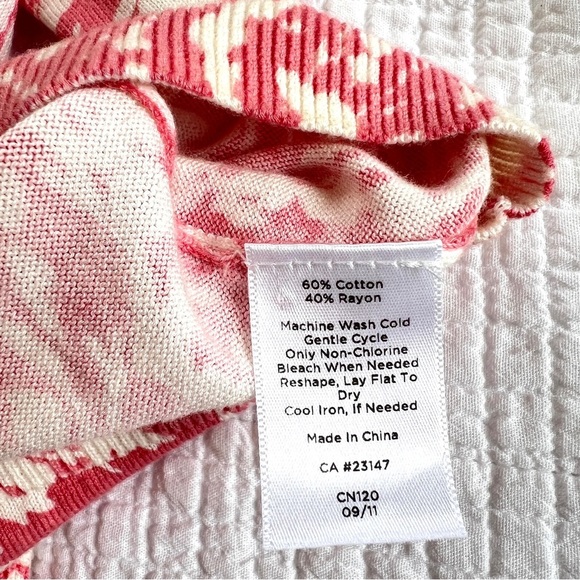 60% Cotton
40% Rayon
Machine Wash Cold
Gentle Cycle
Only Non-Chlorine
Bleach When Needed
Reshape, Lay Flat To
Dry
Cool Iron, If Needed
Made In China
CA #23147
CN120
09/11